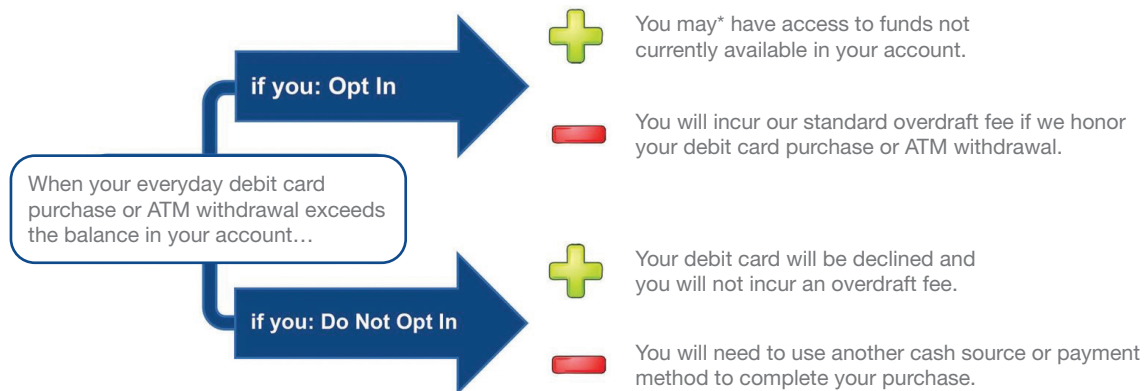 You may* have access to funds not
currently available in your account.
if you: Opt In
You will incur our standard overdraft fee if we honor
your debit card purchase or ATM withdrawal.
When your everyday debit card
purchase or ATM withdrawal exceeds
the balance in your account…
Your debit card will be declined and
you will not incur an overdraft fee.
if you: Do Not Opt In
You will need to use another cash source or payment
method to complete your purchase.